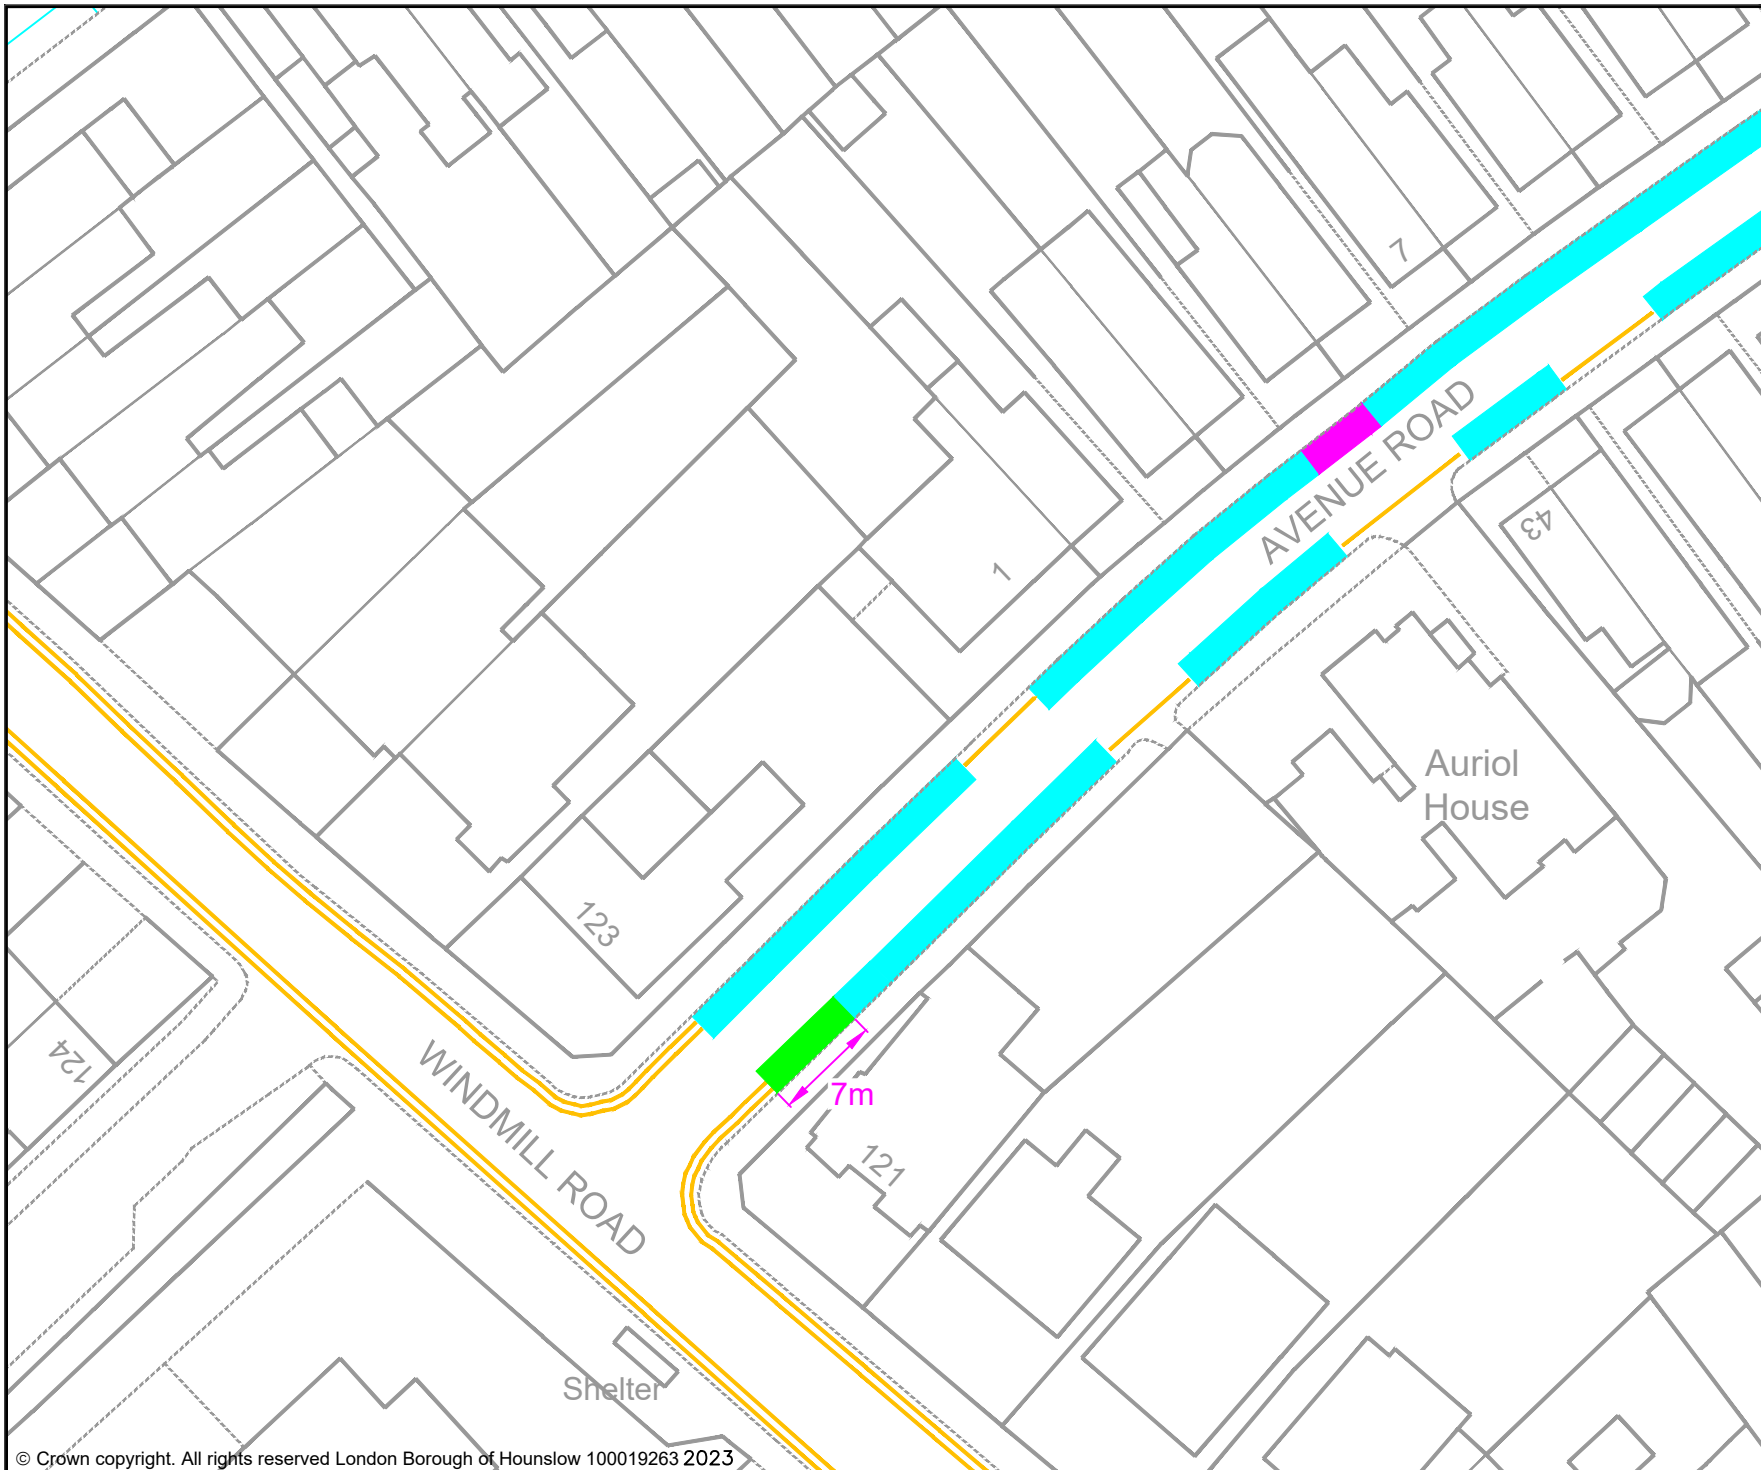 7
AVENUE ROAD
43
1
Auriol
House
123
124
WINDMILL ROAD
7m
121
Shelter
© Crown copyright. All rights reserved London Borough of Hounslow 100019263 2023